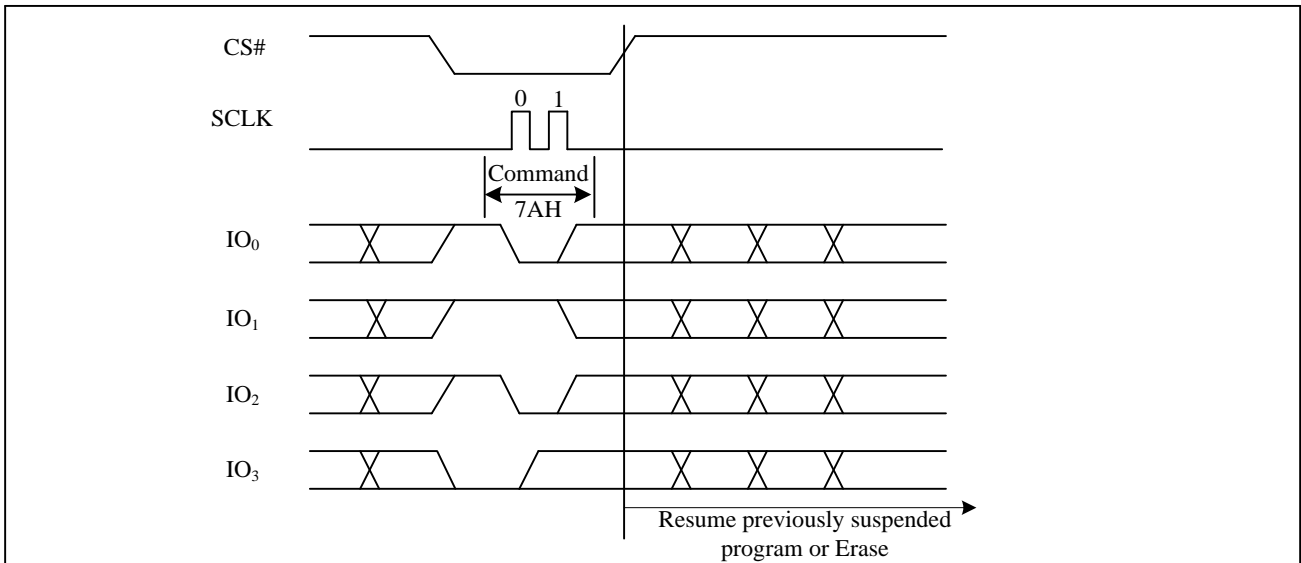 CS#
SCLK
0 1
Command
7AH
IO₀
IO₁
IO₂
IO₃
Resume previously suspended
program or Erase